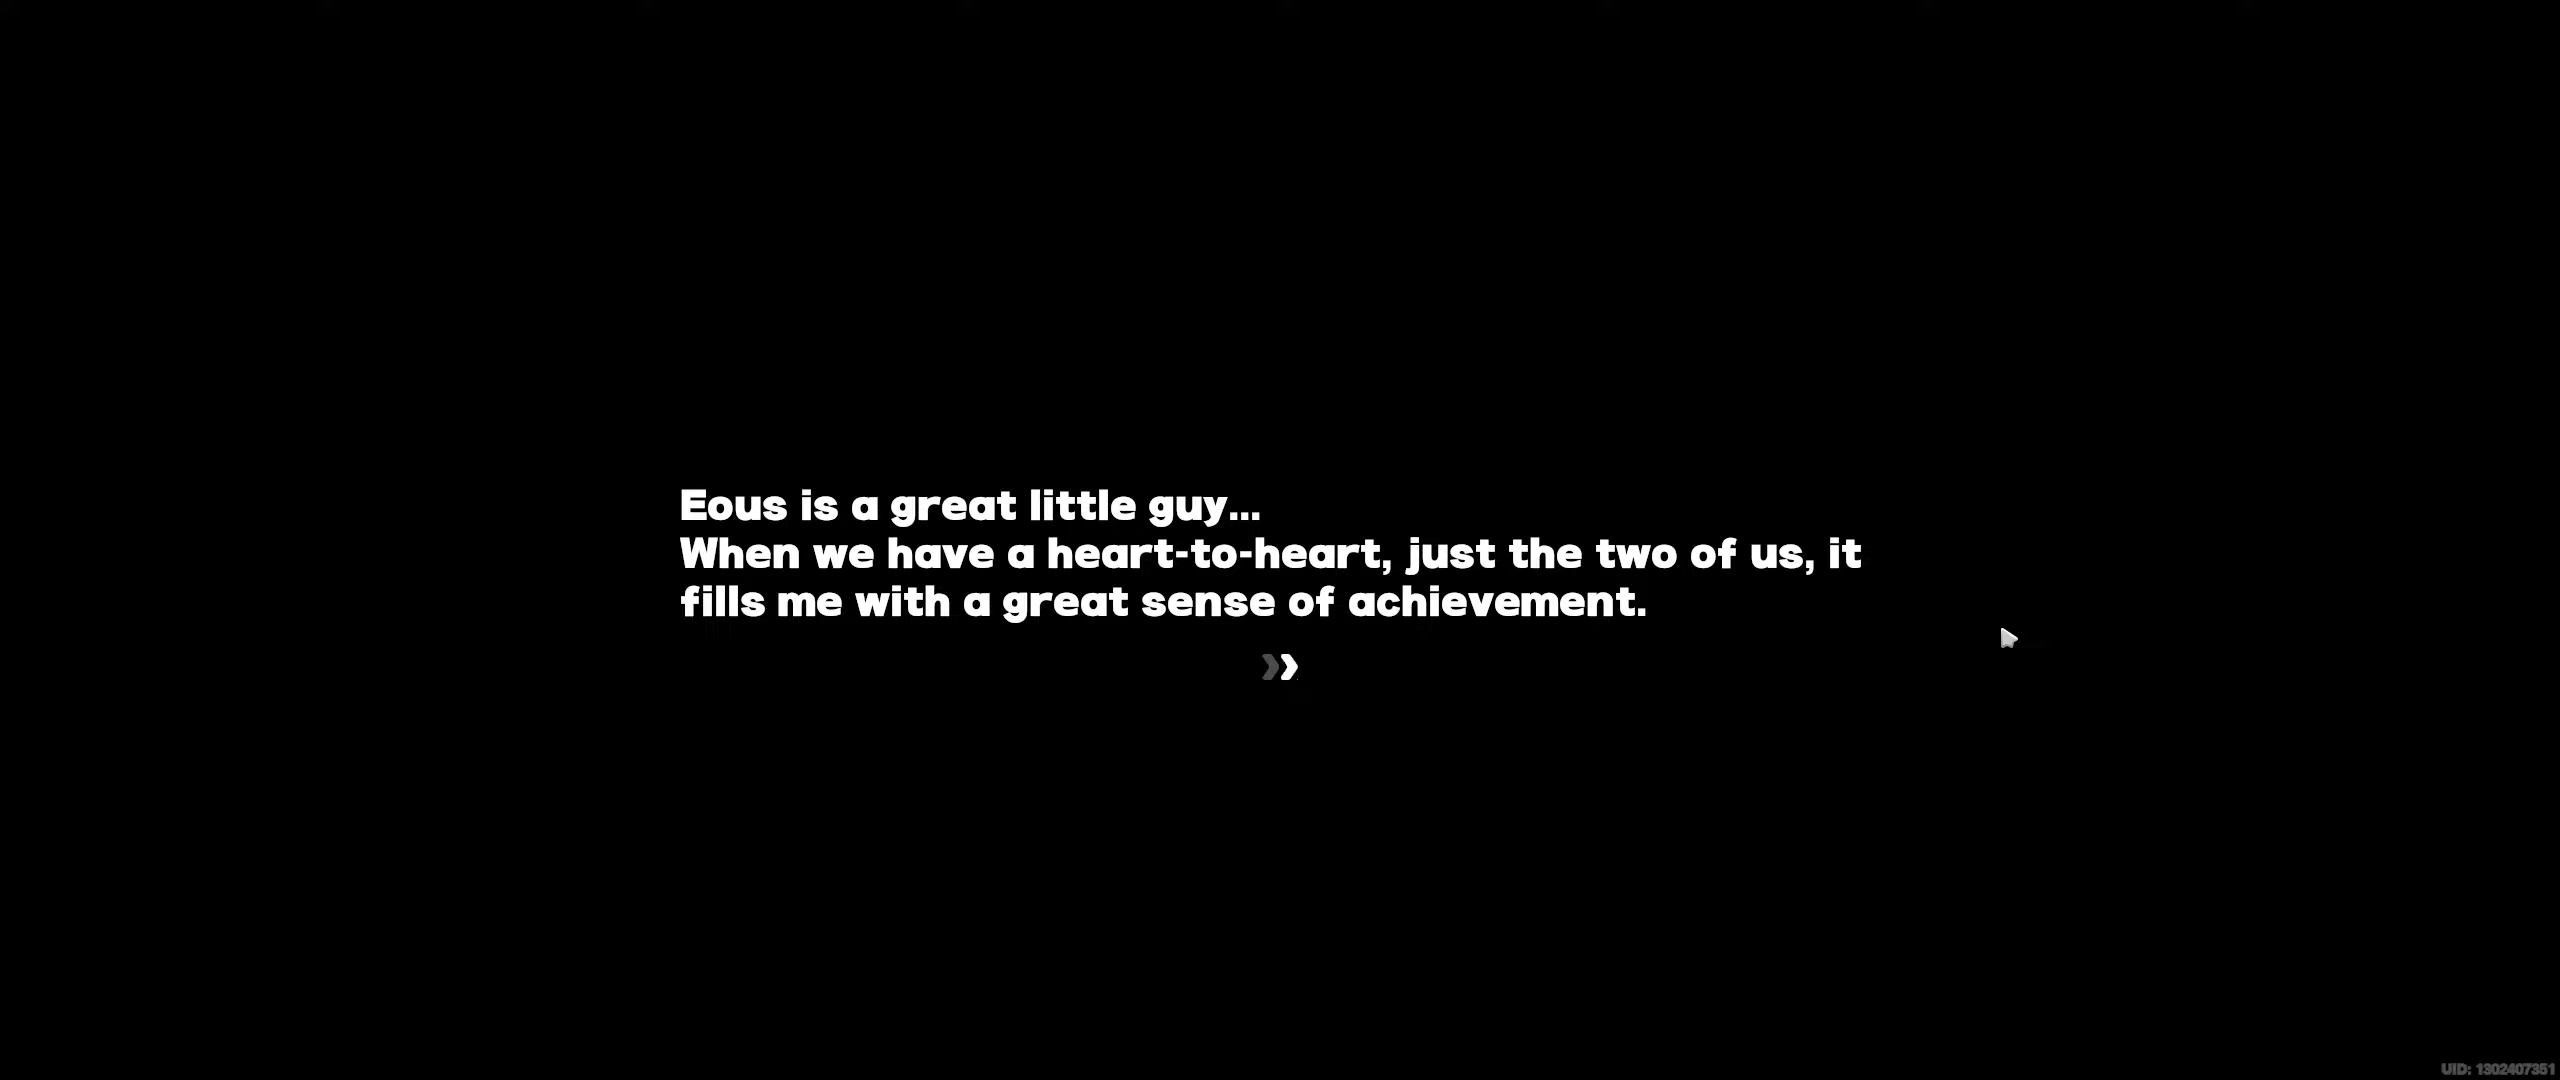 Eous is a great little guy...
When we have a heart-to-heart, just the two of us, it
fills me with a great sense of achievement.
UID: 1302407351